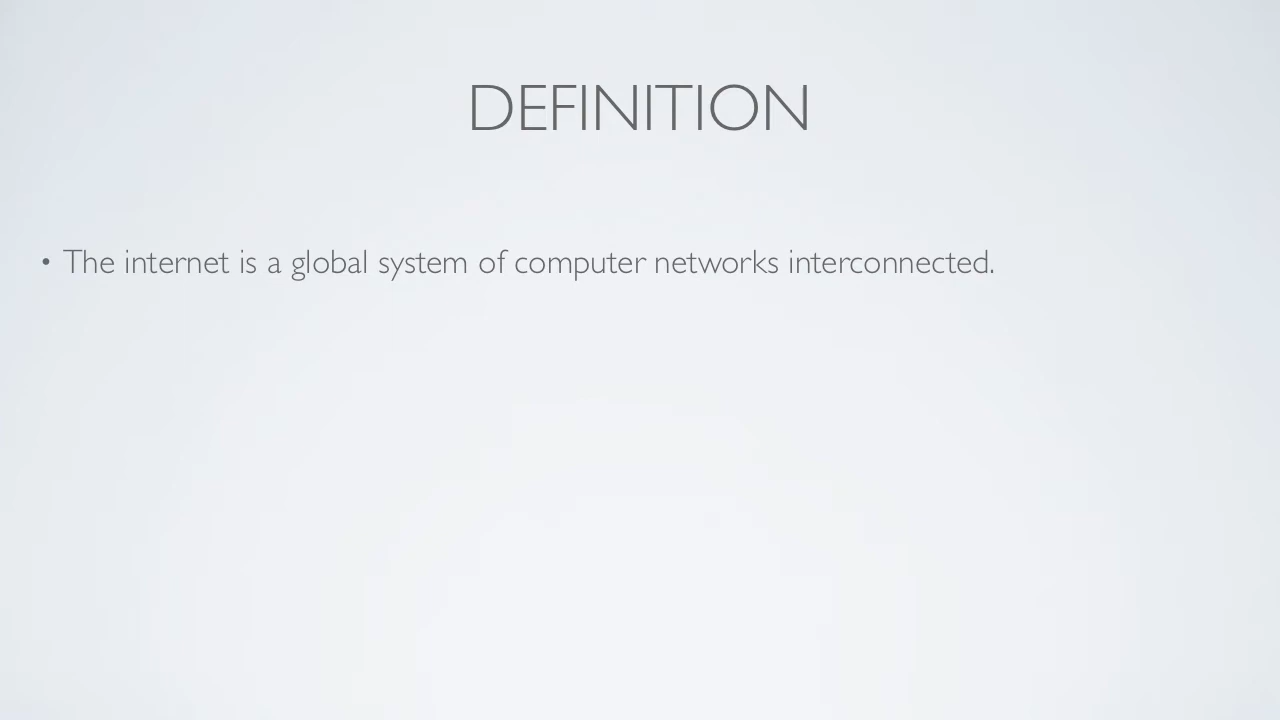 DEFINITION
• The internet is a global system of computer networks interconnected.